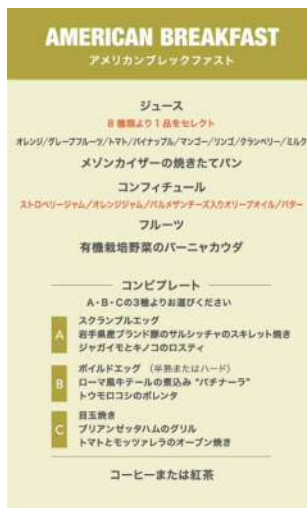 AMERICAN BREAKFAST
アメリカンブレックファスト
ジュース
8種類より1品をセレクト
オレンジ/グレープフルーツ/トマト/パイナップル/マンゴー/リンゴ/クランベリー/ミルク
メゾンカイザーの焼きたてパン
コンフィチュール
ストロベリージャム/オレンジジャム/パルメザンチーズ入りオリーブオイル/バター
フルーツ
有機栽培野菜のバーニャカウダ
コンビプレート
A・B・Cの3種よりお選びください
A
スクランブルエッグ
岩手県産ブランド豚のサルシッチャのスキレット焼き
ジャガイモとキノコのロスティ
B
ボイルドエッグ (半熟またはハード)
ローマ風牛テールの煮込み "パチナーラ"
トウモロコシのポレンタ
C
目玉焼き
ブリアンゼッタハムのグリル
トマトとモッツァレラのオーブン焼き
コーヒーまたは紅茶